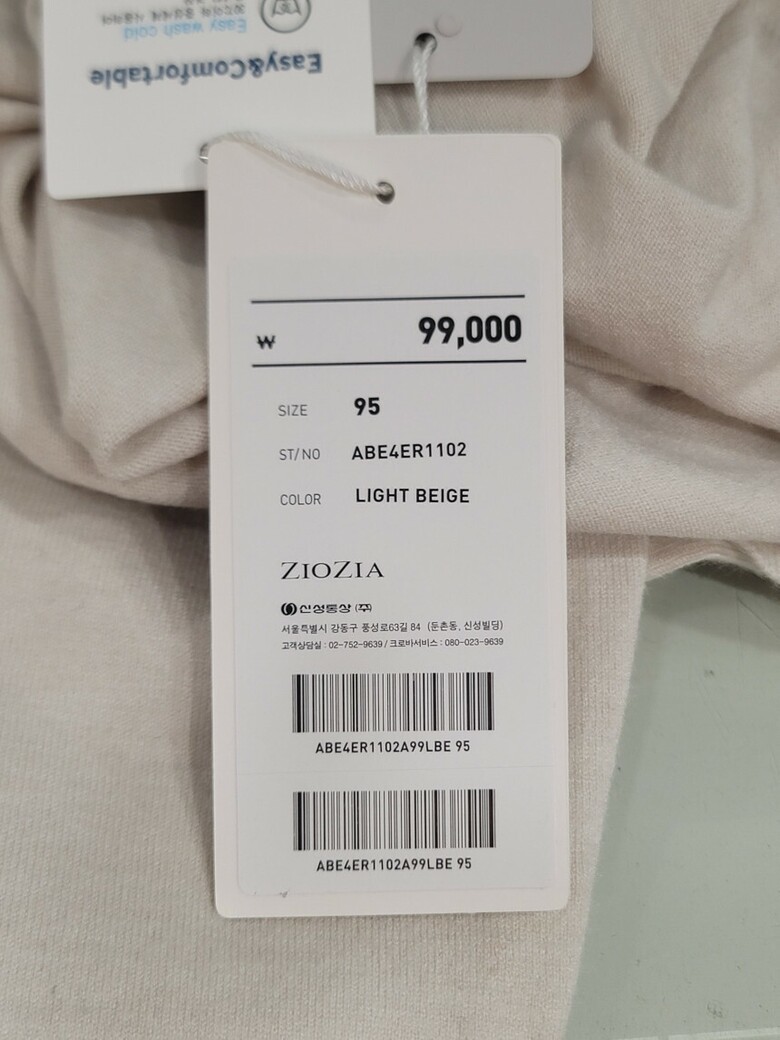 Easy wash cold
Easy&Comfortable
₩ 99,000
SIZE 95
ST/NO ABE4ER1102
COLOR LIGHT BEIGE
ZIOZIA
신성통상 (주)
서울특별시 강동구 풍성로63길 84 (둔촌동, 신성빌딩)
고객상담실 : 02-752-9639 / 크로바서비스 : 080-023-9639
ABE4ER1102A99LBE 95
ABE4ER1102A99LBE 95